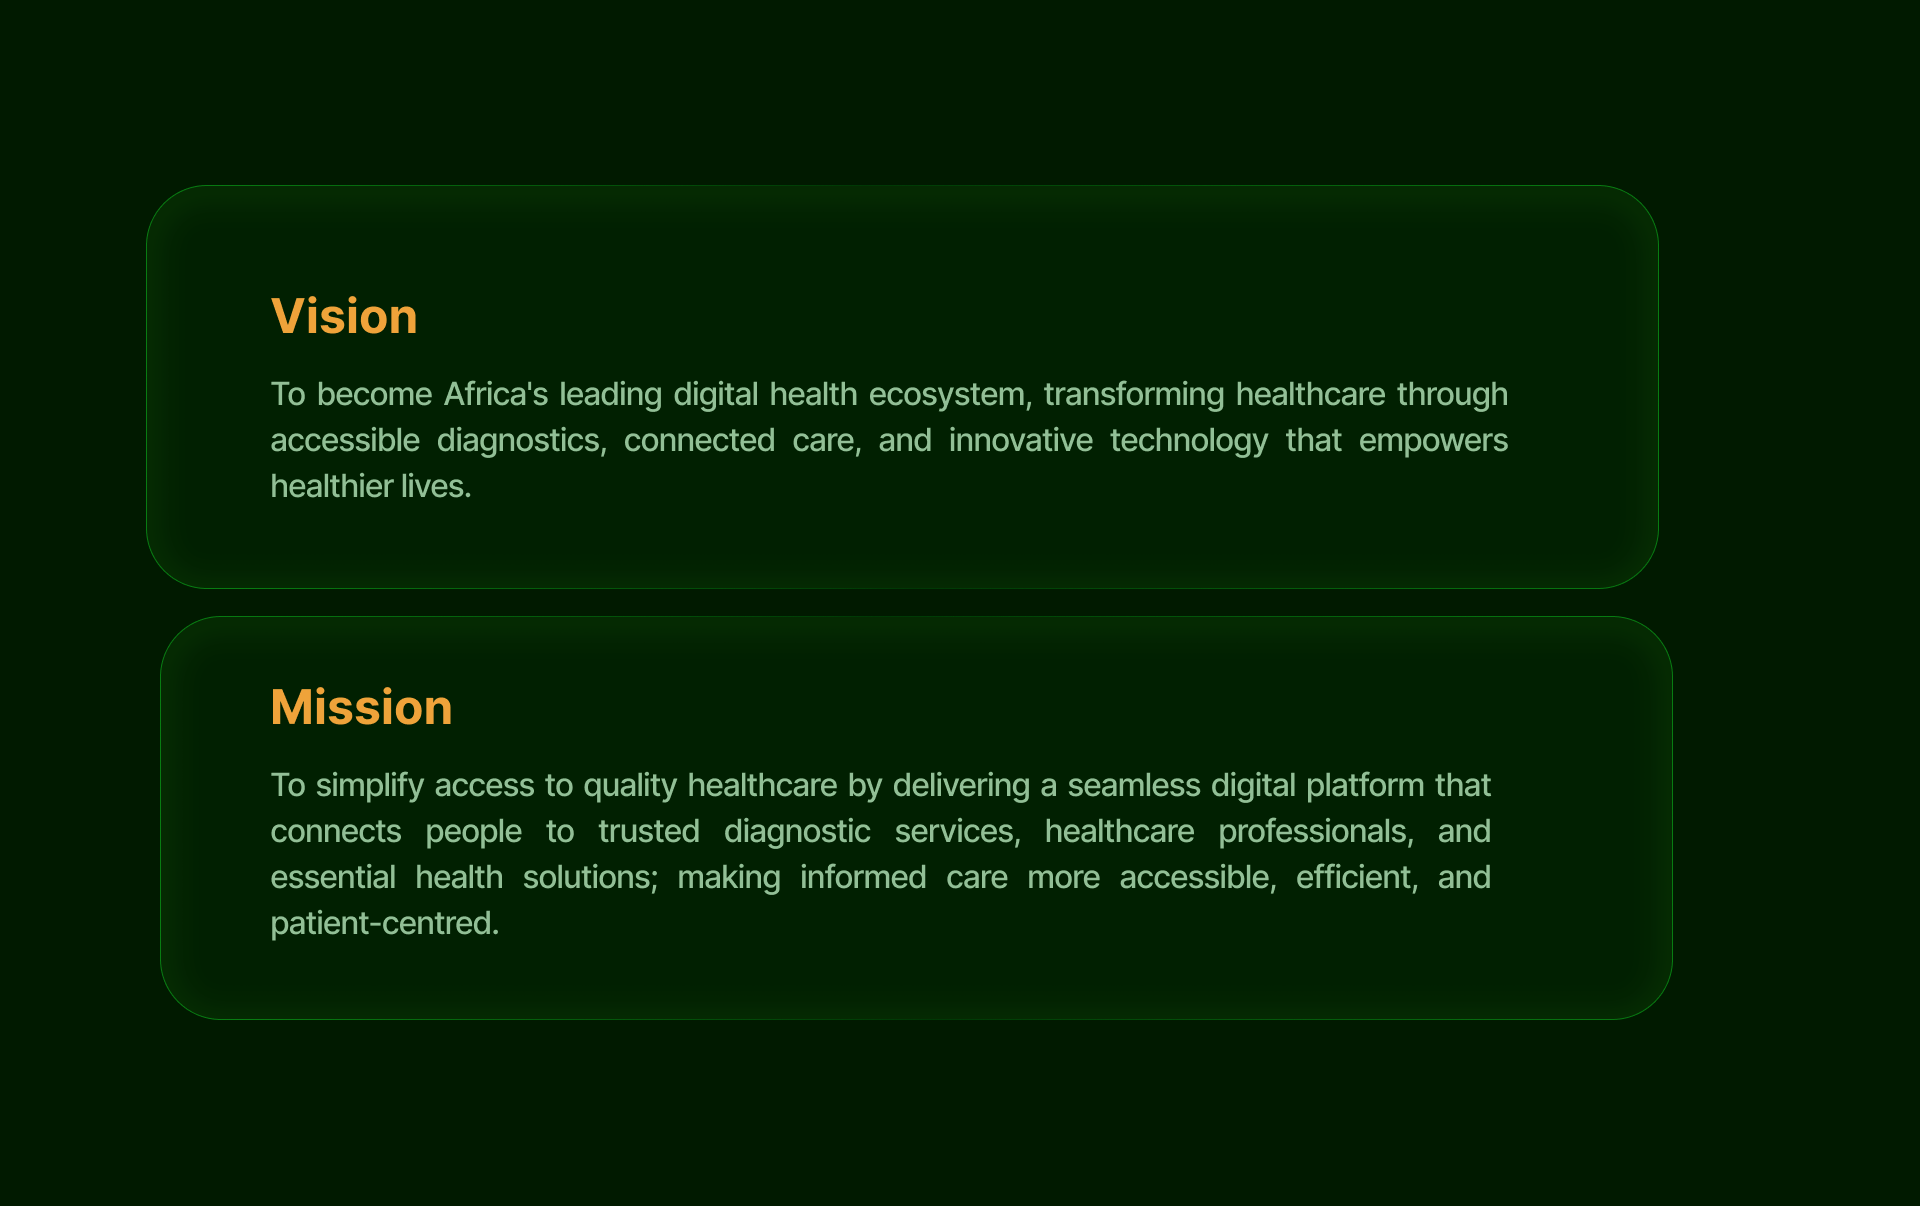 Vision
To become Africa's leading digital health ecosystem, transforming healthcare through
accessible diagnostics, connected care, and innovative technology that empowers
healthier lives.
Mission
To simplify access to quality healthcare by delivering a seamless digital platform that
connects people to trusted diagnostic services, healthcare professionals, and
essential health solutions; making informed care more accessible, efficient, and
patient-centred.